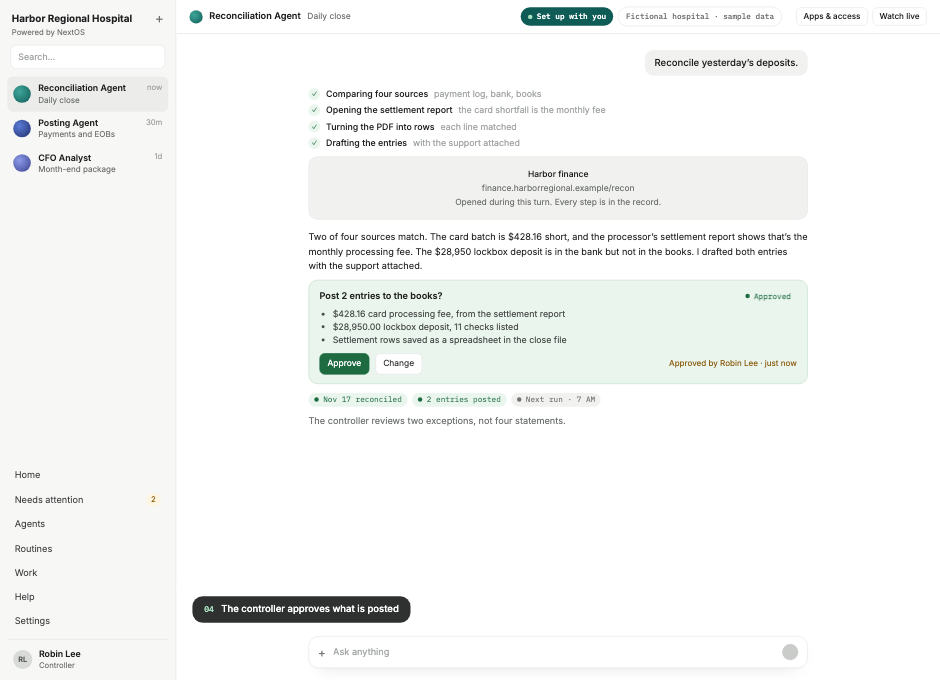 Harbor Regional Hospital +
Powered by NextOS
Search...
Reconciliation Agent now
Daily close
Posting Agent 30m
Payments and EOBs
CFO Analyst 1d
Month-end package
Home
Needs attention 2
Agents
Routines
Work
Help
Settings
RL Robin Lee
Controller
Reconciliation Agent Daily close
Set up with you
Fictional hospital · sample data
Apps & access
Watch live
Reconcile yesterday's deposits.
✓ Comparing four sources payment log, bank, books
✓ Opening the settlement report the card shortfall is the monthly fee
✓ Turning the PDF into rows each line matched
✓ Drafting the entries with the support attached
Harbor finance
finance.harborregional.example/recon
Opened during this turn. Every step is in the record.
Two of four sources match. The card batch is $428.16 short, and the processor's settlement report shows that's the
monthly processing fee. The $28,950 lockbox deposit is in the bank but not in the books. I drafted both entries
with the support attached.
Post 2 entries to the books? Approved
• $428.16 card processing fee, from the settlement report
• $28,950.00 lockbox deposit, 11 checks listed
• Settlement rows saved as a spreadsheet in the close file
Approve Change Approved by Robin Lee · just now
Nov 17 reconciled 2 entries posted Next run · 7 AM
The controller reviews two exceptions, not four statements.
04 The controller approves what is posted
+ Ask anything